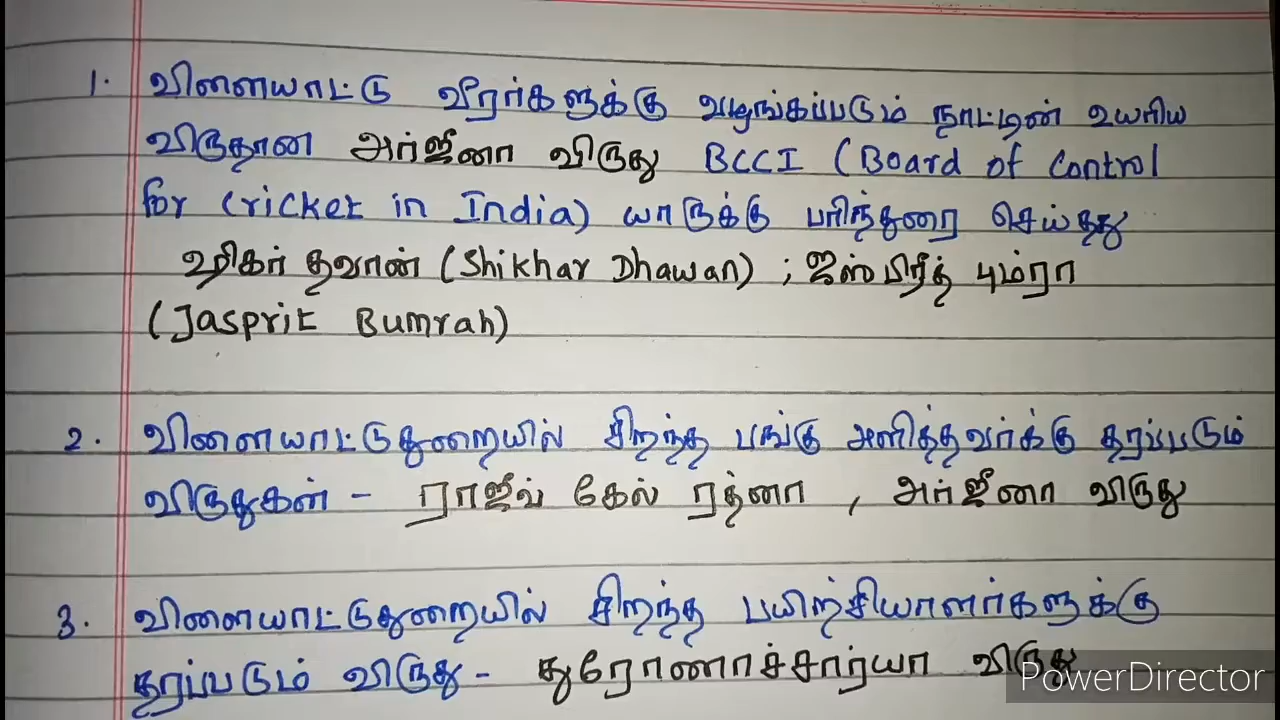 1. விளையாட்டு வீரர்களுக்கு வழங்கப்படும் நாட்டின் உயரிய
விருதான அர்ஜீனா விருது BCCI (Board of Control
for Cricket in India) யாருக்கு பரிந்துரை செய்தது
ஷிகர் தவான் (Shikhar Dhawan) ; ஜஸ்பிரீத் பும்ரா
(Jasprit Bumrah)
2. விளையாட்டுதுறையில் சிறந்த பங்கு அளித்தவர்க்கு தரப்படும்
விருதுகள் - ராஜீவ் கேல் ரத்னா , அர்ஜீனா விருது
3. விளையாட்டுதுறையில் சிறந்த பயிற்சியாளர்களுக்கு
தரப்படும் விருது - துரோணாச்சார்யா விருது
PowerDirector